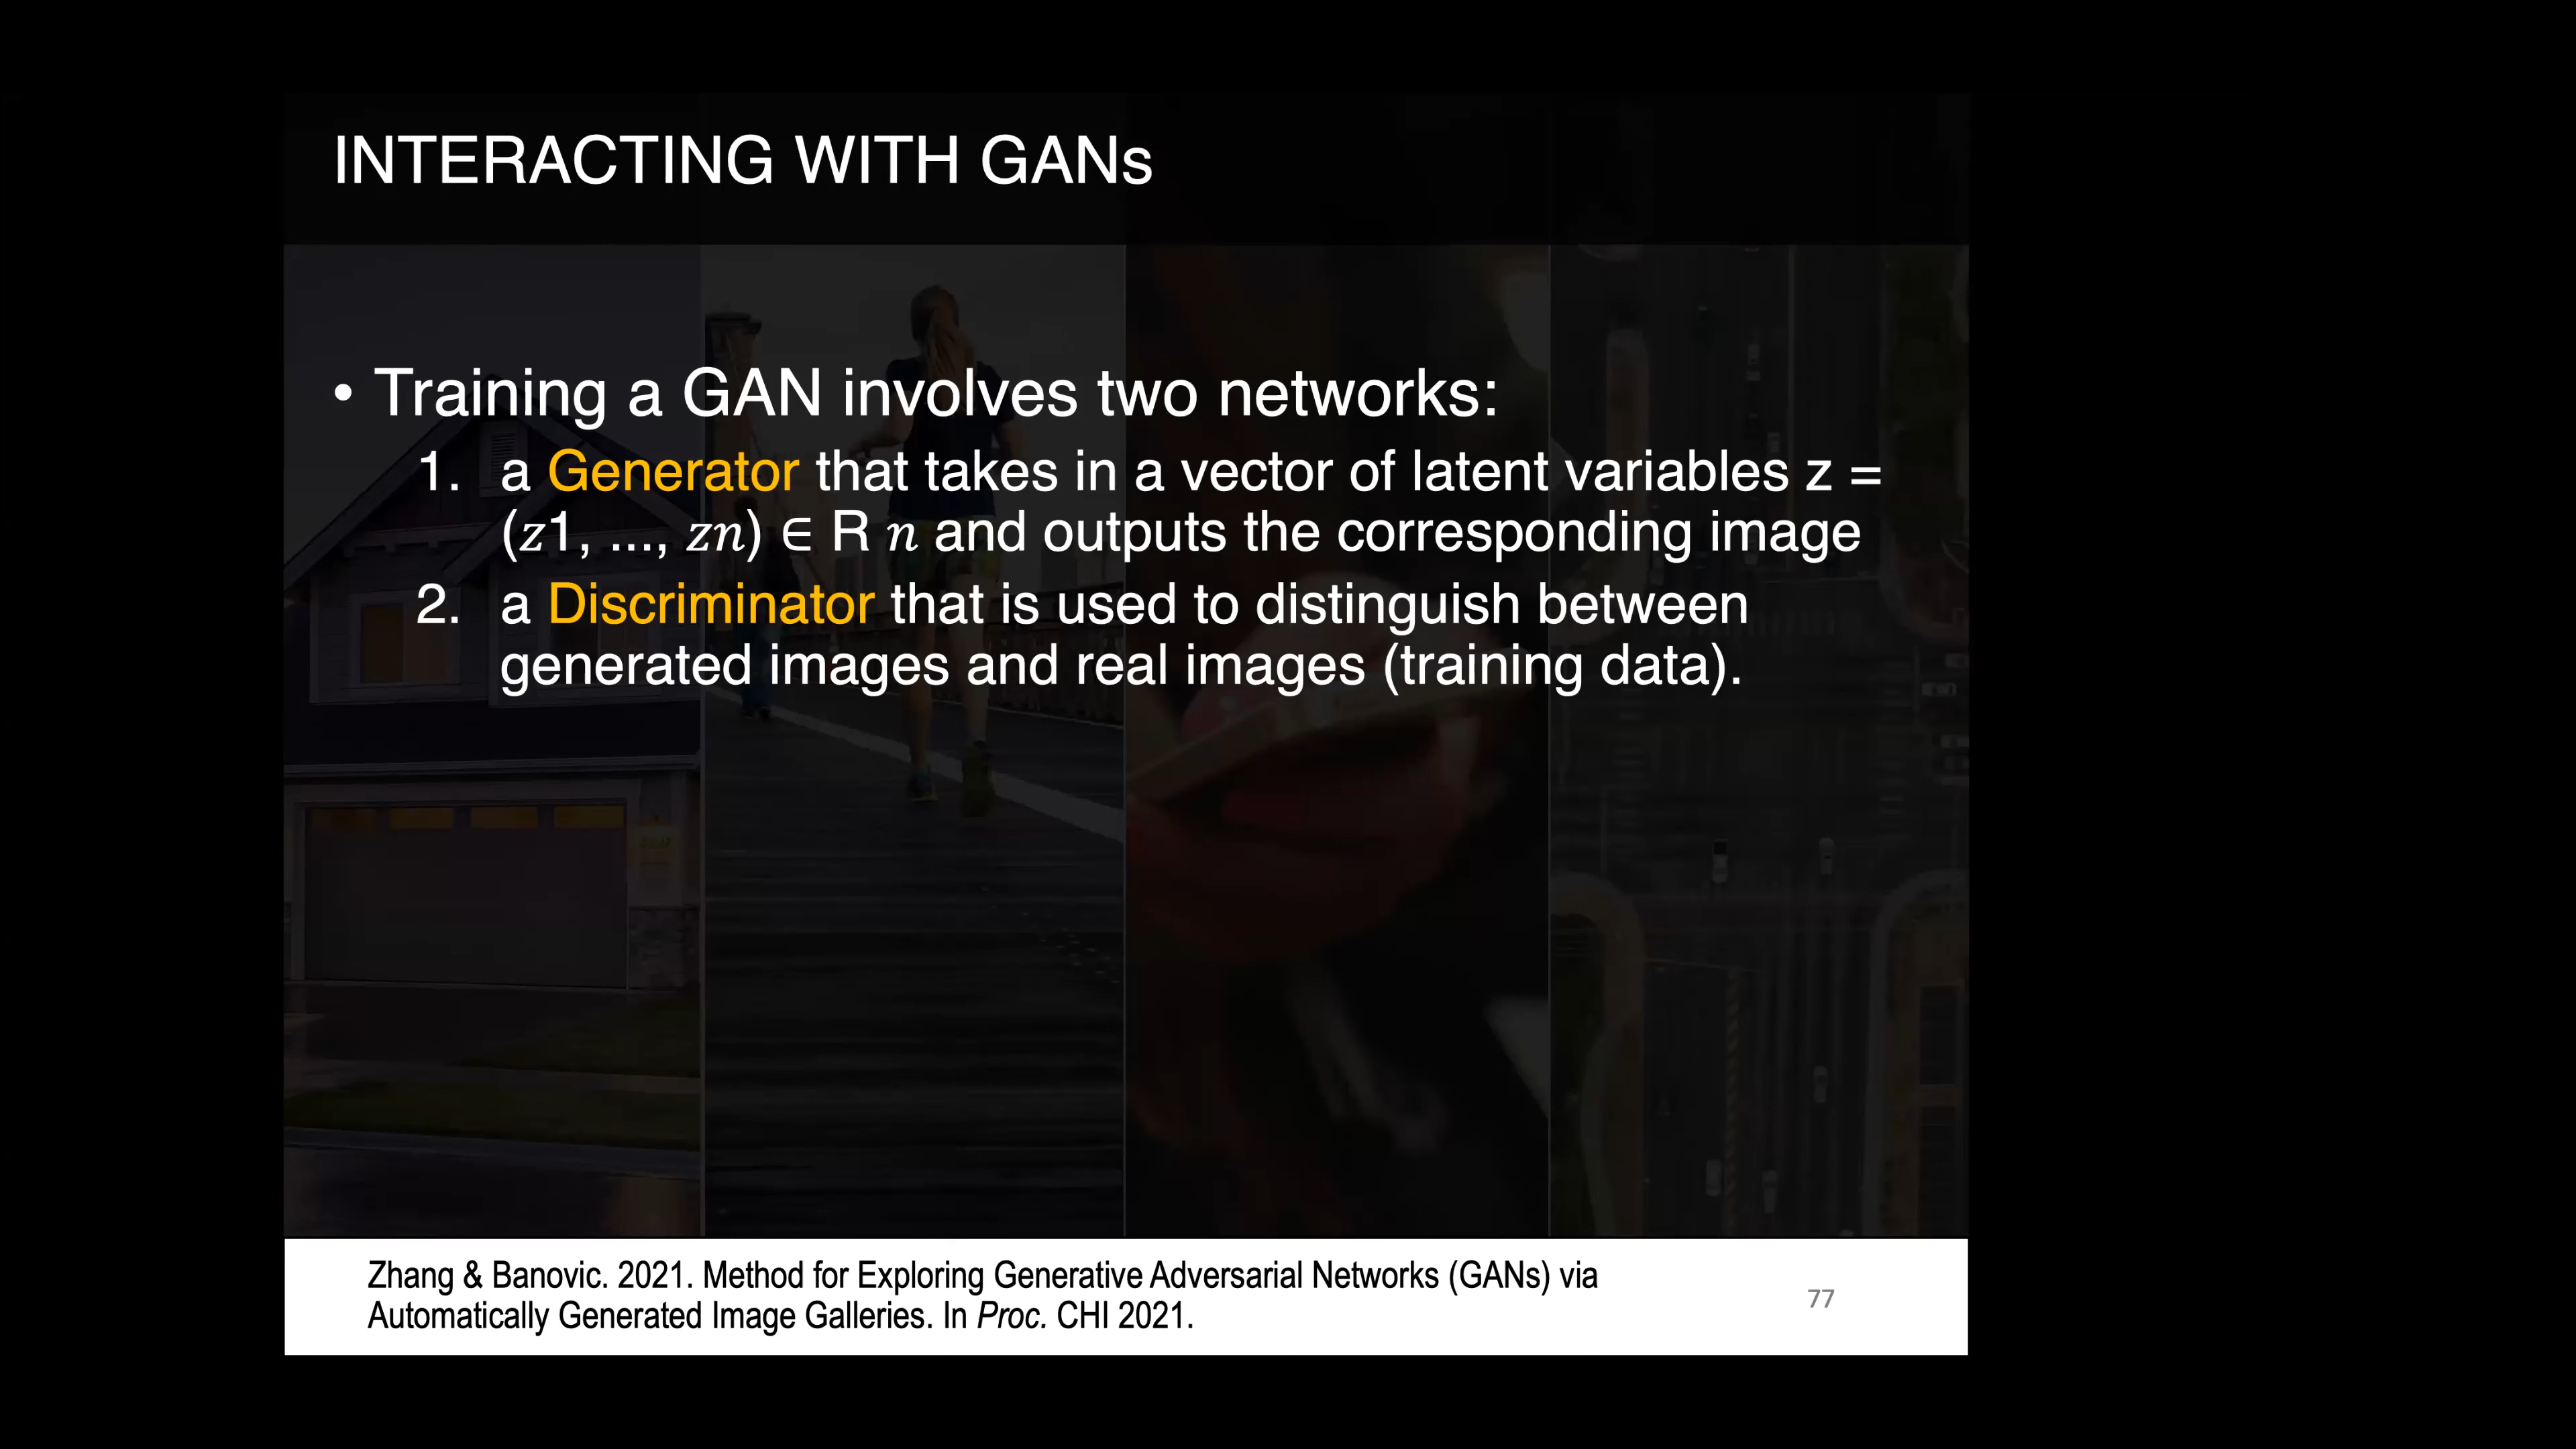 INTERACTING WITH GANs
• Training a GAN involves two networks:
1. a Generator that takes in a vector of latent variables z =
(𝑧1, ..., 𝑧𝑛) ∈ R 𝑛 and outputs the corresponding image
2. a Discriminator that is used to distinguish between
generated images and real images (training data).
Zhang & Banovic. 2021. Method for Exploring Generative Adversarial Networks (GANs) via
Automatically Generated Image Galleries. In Proc. CHI 2021.
77